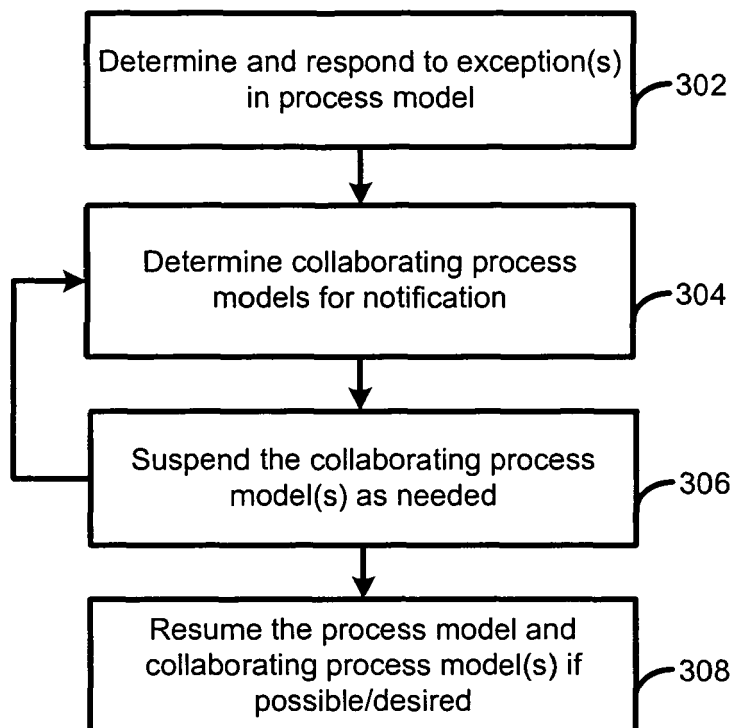 Determine and respond to exception(s)
in process model
302
Determine collaborating process
models for notification
304
Suspend the collaborating process
model(s) as needed
306
Resume the process model and
collaborating process model(s) if
possible/desired
308